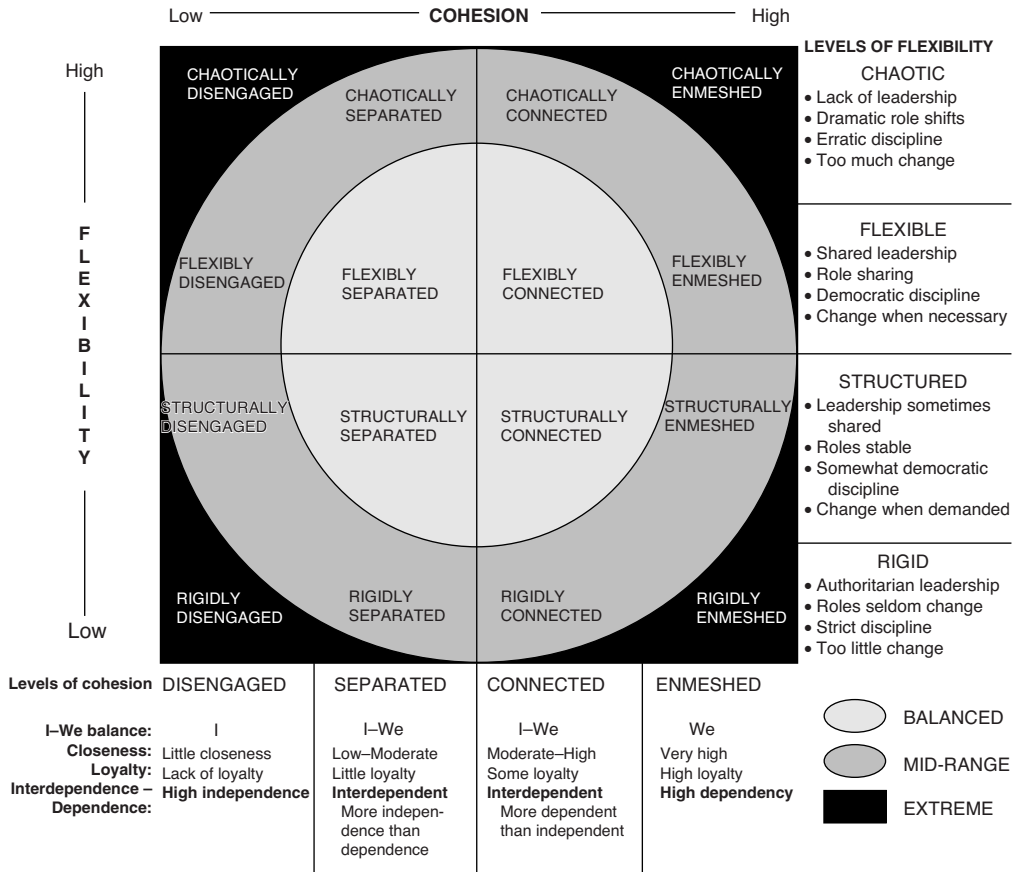 Low COHESION High
LEVELS OF FLEXIBILITY
High
CHAOTICALLY
DISENGAGED
CHAOTICALLY
SEPARATED
CHAOTICALLY
CONNECTED
CHAOTICALLY
ENMESHED
CHAOTIC
• Lack of leadership
• Dramatic role shifts
• Erratic discipline
• Too much change
FLEXIBILITY
FLEXIBLY
DISENGAGED
FLEXIBLY
SEPARATED
FLEXIBLY
CONNECTED
FLEXIBLY
ENMESHED
FLEXIBLE
• Shared leadership
• Role sharing
• Democratic discipline
• Change when necessary
STRUCTURALLY
DISENGAGED
STRUCTURALLY
SEPARATED
STRUCTURALLY
CONNECTED
STRUCTURALLY
ENMESHED
STRUCTURED
• Leadership sometimes
shared
• Roles stable
• Somewhat democratic
discipline
• Change when demanded
Low
RIGIDLY
DISENGAGED
RIGIDLY
SEPARATED
RIGIDLY
CONNECTED
RIGIDLY
ENMESHED
RIGID
• Authoritarian leadership
• Roles seldom change
• Strict discipline
• Too little change
Levels of cohesion DISENGAGED SEPARATED CONNECTED ENMESHED
I–We balance: I I–We I–We We
Closeness: Little closeness Low–Moderate Moderate–High Very high
Loyalty: Lack of loyalty Little loyalty Some loyalty High loyalty
Interdependence – High independence Interdependent Interdependent High dependency
Dependence: More indepen- More dependent
dence than than independent
dependence
BALANCED
MID-RANGE
EXTREME